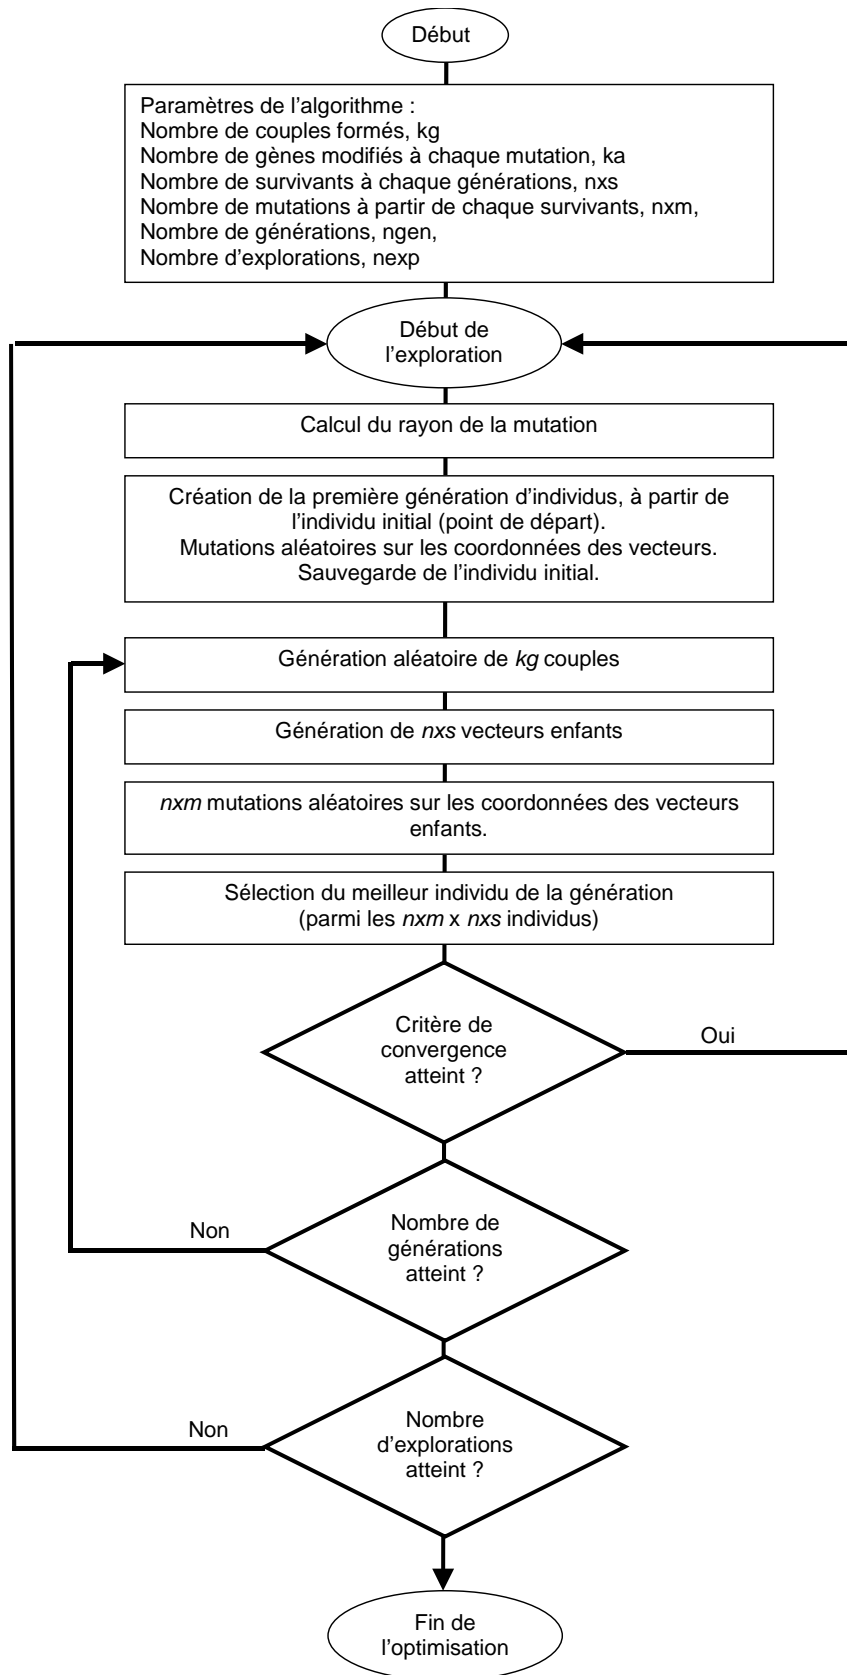 Début
Paramètres de l'algorithme :
Nombre de couples formés, kg
Nombre de gènes modifiés à chaque mutation, ka
Nombre de survivants à chaque générations, nxs
Nombre de mutations à partir de chaque survivants, nxm,
Nombre de générations, ngen,
Nombre d'explorations, nexp
Début de
l'exploration
Calcul du rayon de la mutation
Création de la première génération d'individus, à partir de
l'individu initial (point de départ).
Mutations aléatoires sur les coordonnées des vecteurs.
Sauvegarde de l'individu initial.
Génération aléatoire de kg couples
Génération de nxs vecteurs enfants
nxm mutations aléatoires sur les coordonnées des vecteurs
enfants.
Sélection du meilleur individu de la génération
(parmi les nxm x nxs individus)
Critère de
convergence
atteint ?
Oui
Non
Nombre de
générations
atteint ?
Non
Nombre
d'explorations
atteint ?
Fin de
l'optimisation